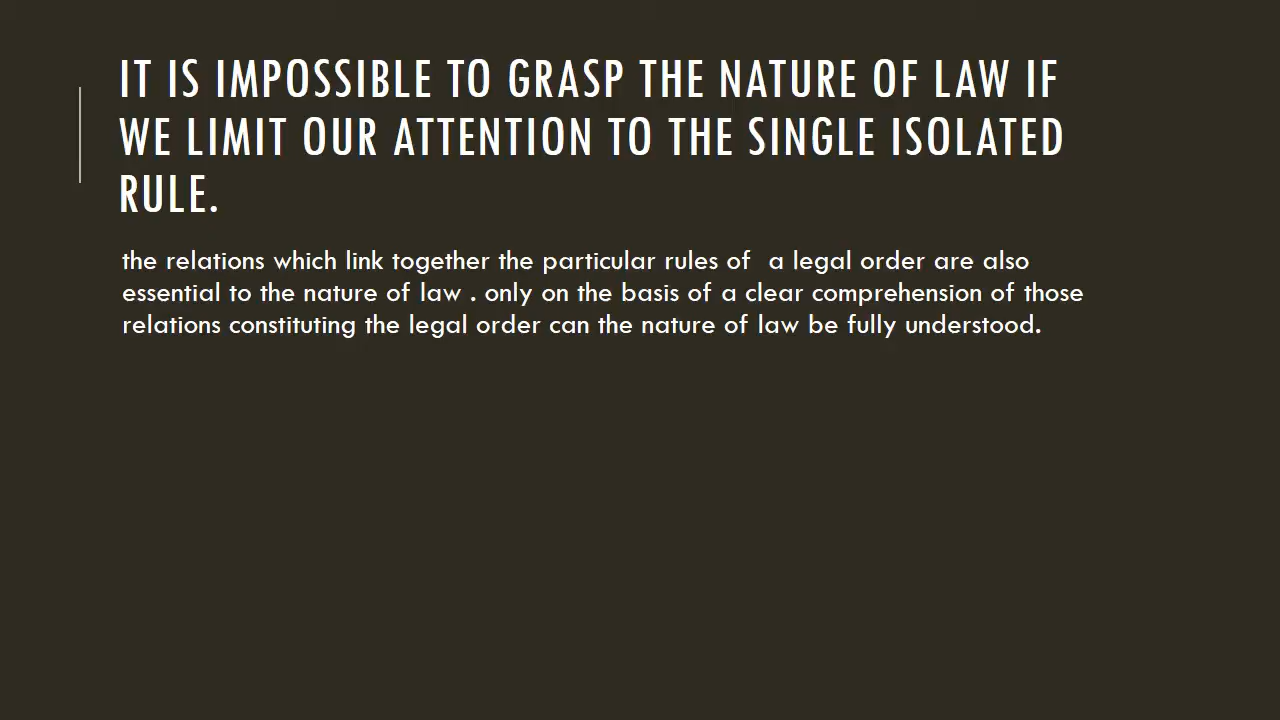 IT IS IMPOSSIBLE TO GRASP THE NATURE OF LAW IF
WE LIMIT OUR ATTENTION TO THE SINGLE ISOLATED
RULE.
the relations which link together the particular rules of  a legal order are also
essential to the nature of law . only on the basis of a clear comprehension of those
relations constituting the legal order can the nature of law be fully understood.